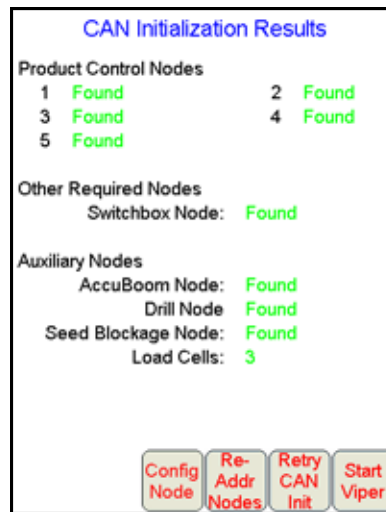 CAN Initialization Results
Product Control Nodes
1 Found 2 Found
3 Found 4 Found
5 Found
Other Required Nodes
Switchbox Node: Found
Auxiliary Nodes
AccuBoom Node: Found
Drill Node Found
Seed Blockage Node: Found
Load Cells: 3
Config Node
Re-Addr Nodes
Retry CAN Init
Start Viper